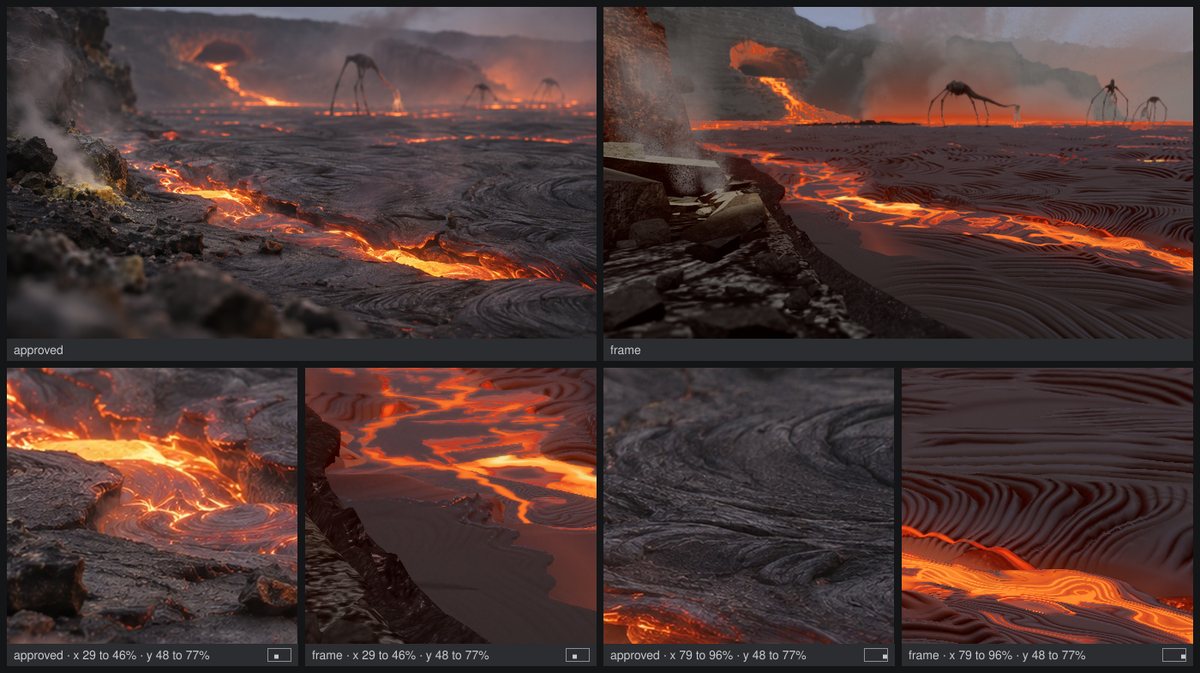 approved
frame
approved · x 29 to 46% · y 48 to 77%
frame · x 29 to 46% · y 48 to 77%
approved · x 79 to 96% · y 48 to 77%
frame · x 79 to 96% · y 48 to 77%